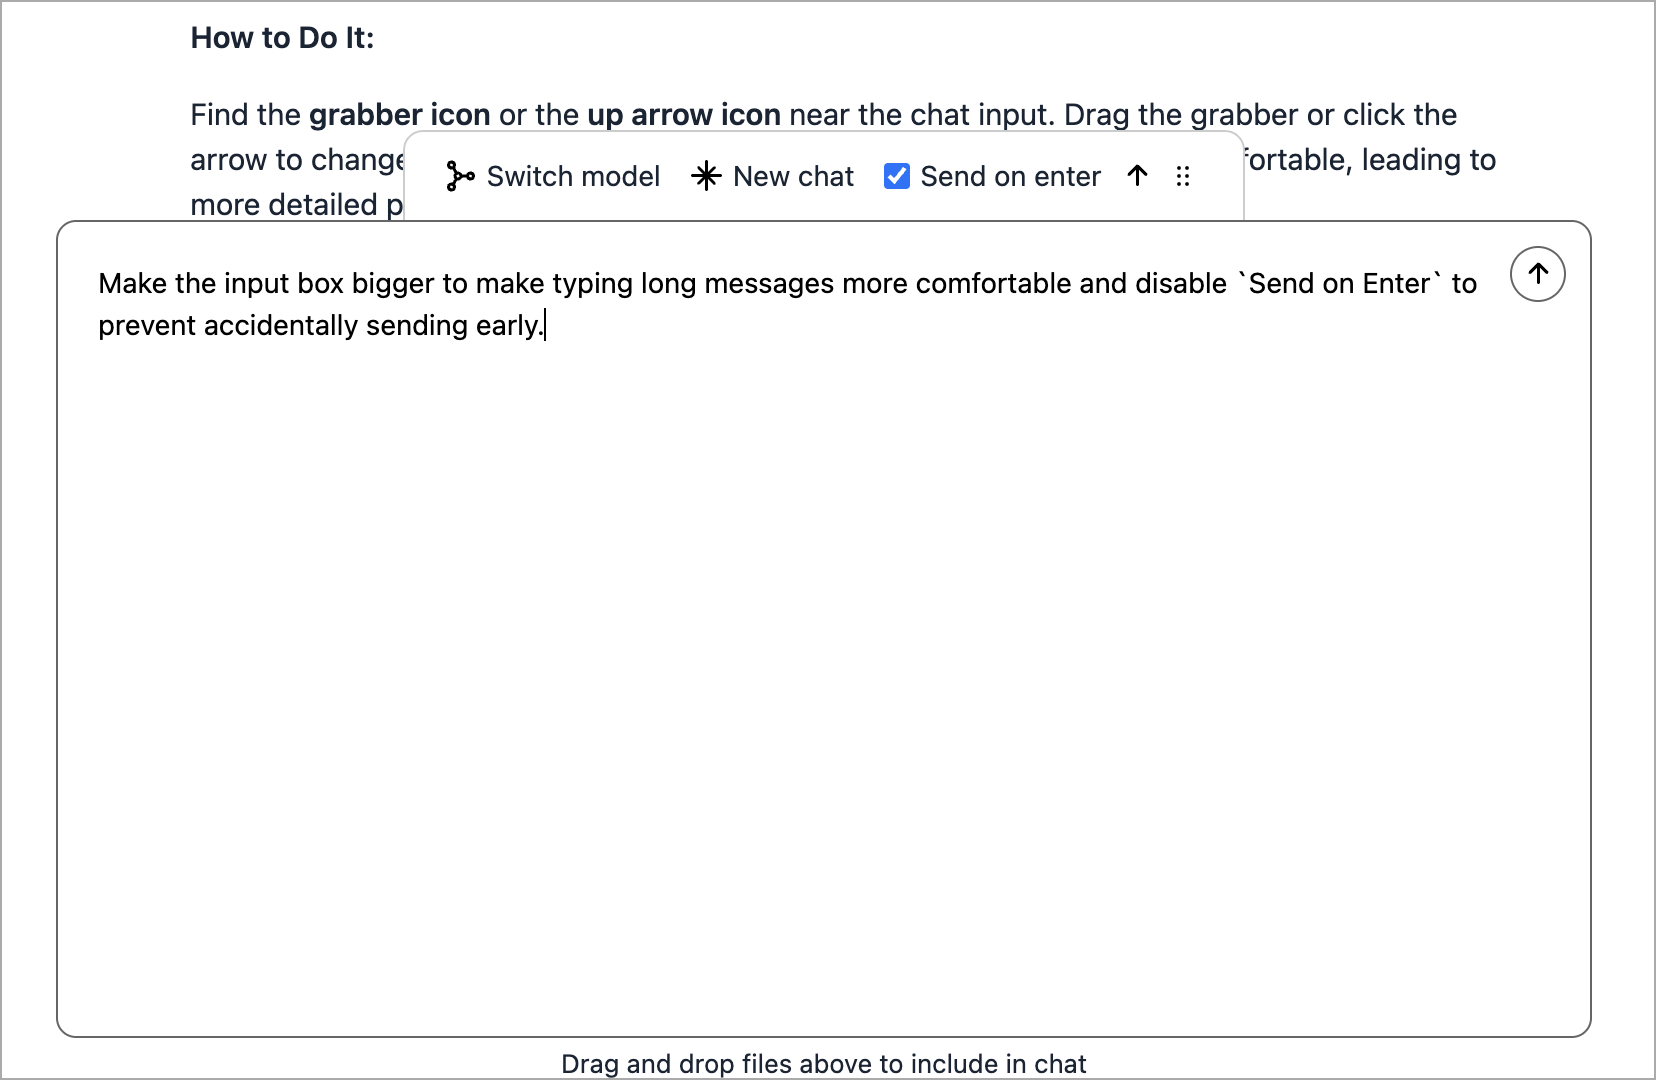 How to Do It:
Find the grabber icon or the up arrow icon near the chat input. Drag the grabber or click the
arrow to change fortable, leading to
more detailed p
Switch model New chat Send on enter
Make the input box bigger to make typing long messages more comfortable and disable `Send on Enter` to
prevent accidentally sending early.
Drag and drop files above to include in chat